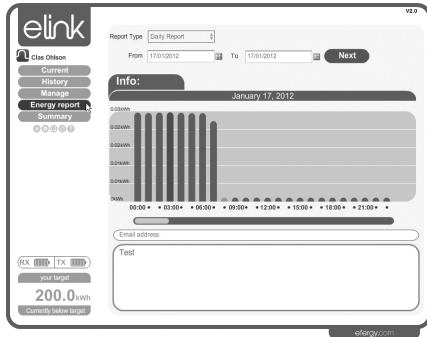 V2.0
elink
Clas Ohlson
Current
History
Manage
Energy report
Summary
Report Type Daily Report
From 17/01/2012 To 17/01/2012 Next
Info:
January 17, 2012
0.03kWh
0.02kWh
0.02kWh
0.01kWh
0.01kWh
0kWh
00:00 • • 03:00 • • 06:00 • • 09:00 • • 12:00 • • 15:00 • • 18:00 • • 21:00 • •
Email address
Test
RX TX
your target
200.0kWh
Currently below target
efergy.com